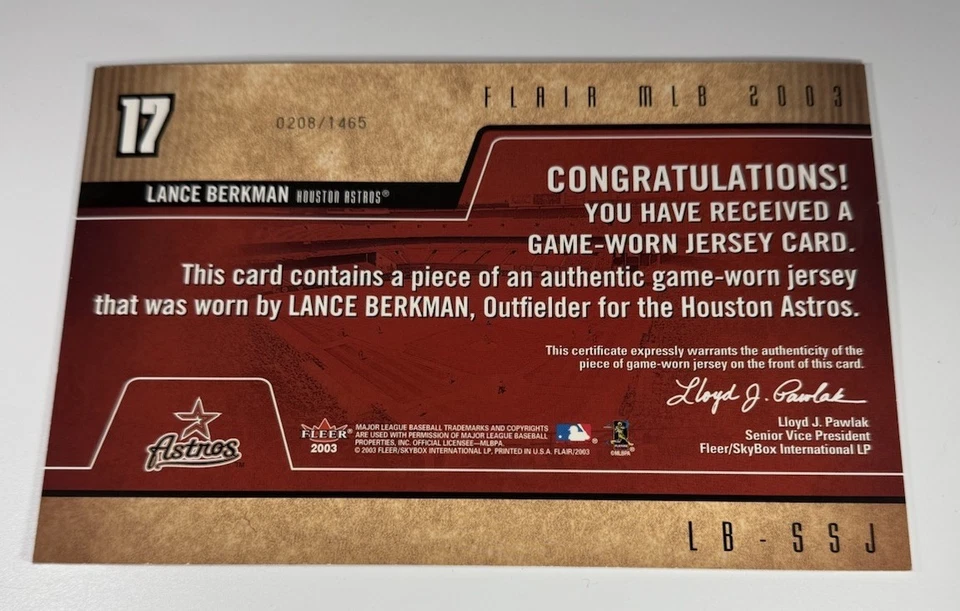 17
0208/1465
FLAIR MLB 2003
LANCE BERKMAN HOUSTON ASTROS®
CONGRATULATIONS!
YOU HAVE RECEIVED A
GAME-WORN JERSEY CARD.
This card contains a piece of an authentic game-worn jersey
that was worn by LANCE BERKMAN, Outfielder for the Houston Astros.
This certificate expressly warrants the authenticity of the
piece of game-worn jersey on the front of this card.
Lloyd J. Pawlak
Lloyd J. Pawlak
Senior Vice President
Fleer/SkyBox International LP
Astros™
FLEER®
2003
MAJOR LEAGUE BASEBALL TRADEMARKS AND COPYRIGHTS
ARE USED WITH PERMISSION OF MAJOR LEAGUE BASEBALL
PROPERTIES, INC. OFFICIAL LICENSEE—MLBPA.
© 2003 FLEER/SKYBOX INTERNATIONAL LP, PRINTED IN U.S.A. FLAIR/2003
®
©MLBPA
LB-SSJ